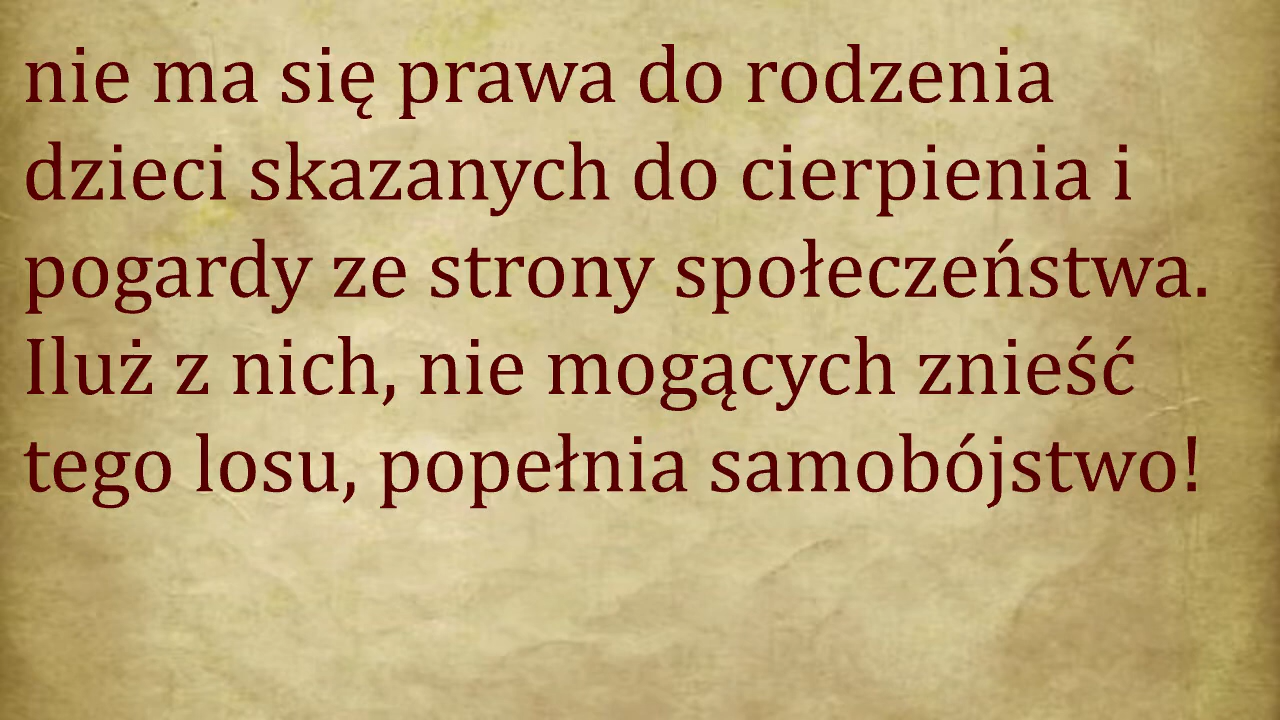 nie ma się prawa do rodzenia
dzieci skazanych do cierpienia i
pogardy ze strony społeczeństwa.
Iluż z nich, nie mogących znieść
tego losu, popełnia samobójstwo!